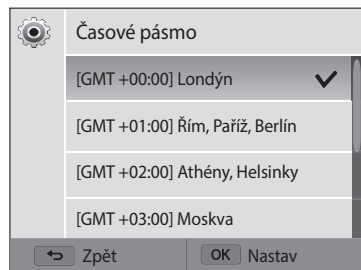 Časové pásmo
[GMT +00:00] Londýn
[GMT +01:00] Řím, Paříž, Berlín
[GMT +02:00] Athény, Helsinky
[GMT +03:00] Moskva
Zpět OK Nastav